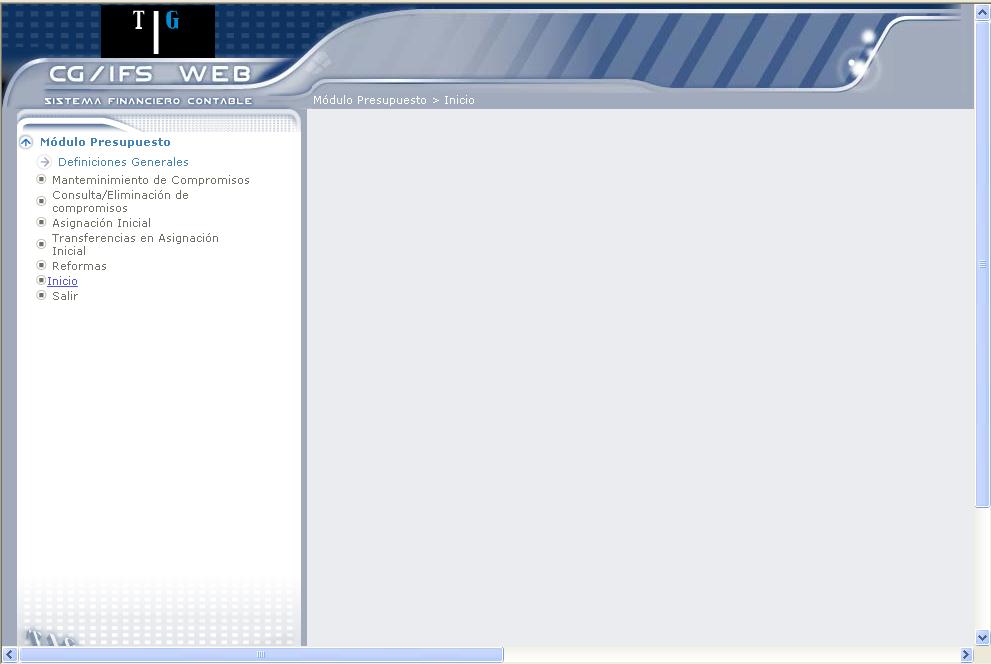 T G
CG/IFS WEB
SISTEMA FINANCIERO CONTABLE
Módulo Presupuesto > Inicio
Módulo Presupuesto
Definiciones Generales
Manteminimiento de Compromisos
Consulta/Eliminación de
compromisos
Asignación Inicial
Transferencias en Asignación
Inicial
Reformas
Inicio
Salir